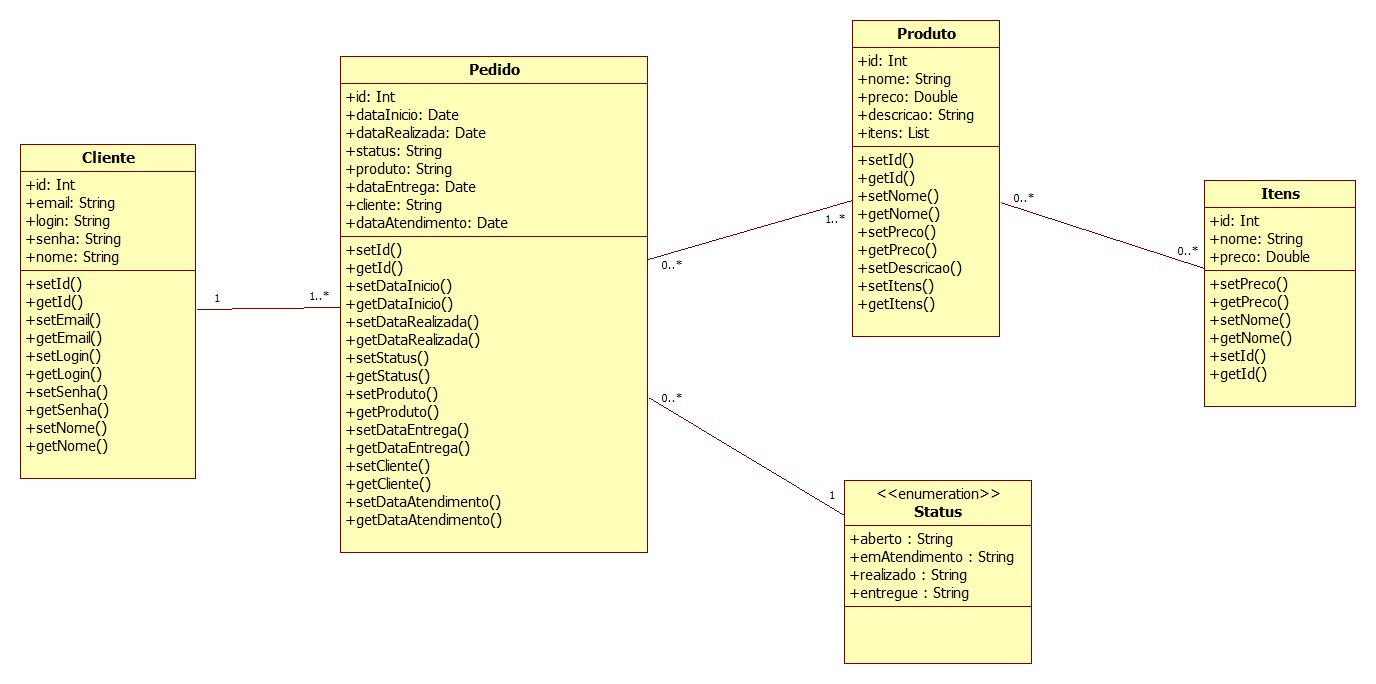 Cliente
+id: Int
+email: String
+login: String
+senha: String
+nome: String
+setId()
+getId()
+setEmail()
+getEmail()
+setLogin()
+getLogin()
+setSenha()
+getSenha()
+setNome()
+getNome()
1
1..*
Pedido
+id: Int
+dataInicio: Date
+dataRealizada: Date
+status: String
+produto: String
+dataEntrega: Date
+cliente: String
+dataAtendimento: Date
+setId()
+getId()
+setDataInicio()
+getDataInicio()
+setDataRealizada()
+getDataRealizada()
+setStatus()
+getStatus()
+setProduto()
+getProduto()
+setDataEntrega()
+getDataEntrega()
+setCliente()
+getCliente()
+setDataAtendimento()
+getDataAtendimento()
0..*
1..*
0..*
1
Produto
+id: Int
+nome: String
+preco: Double
+descricao: String
+itens: List
+setId()
+getId()
+setNome()
+getNome()
+setPreco()
+getPreco()
+setDescricao()
+setItens()
+getItens()
0..*
0..*
<<enumeration>>
Status
+aberto : String
+emAtendimento : String
+realizado : String
+entregue : String
Itens
+id: Int
+nome: String
+preco: Double
+setPreco()
+getPreco()
+setNome()
+getNome()
+setId()
+getId()